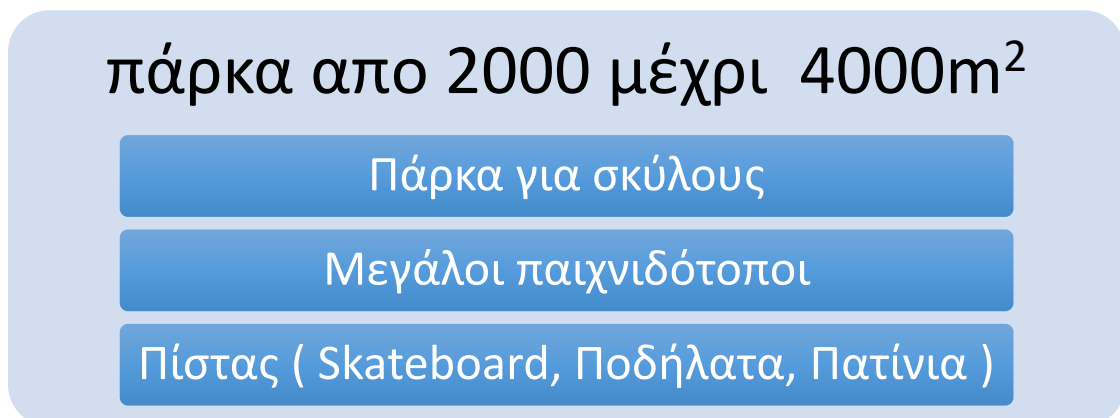 πάρκα απο 2000 μέχρι 4000m²
Πάρκα για σκύλους
Μεγάλοι παιχνιδότοποι
Πίστας ( Skateboard, Ποδήλατα, Πατίνια )